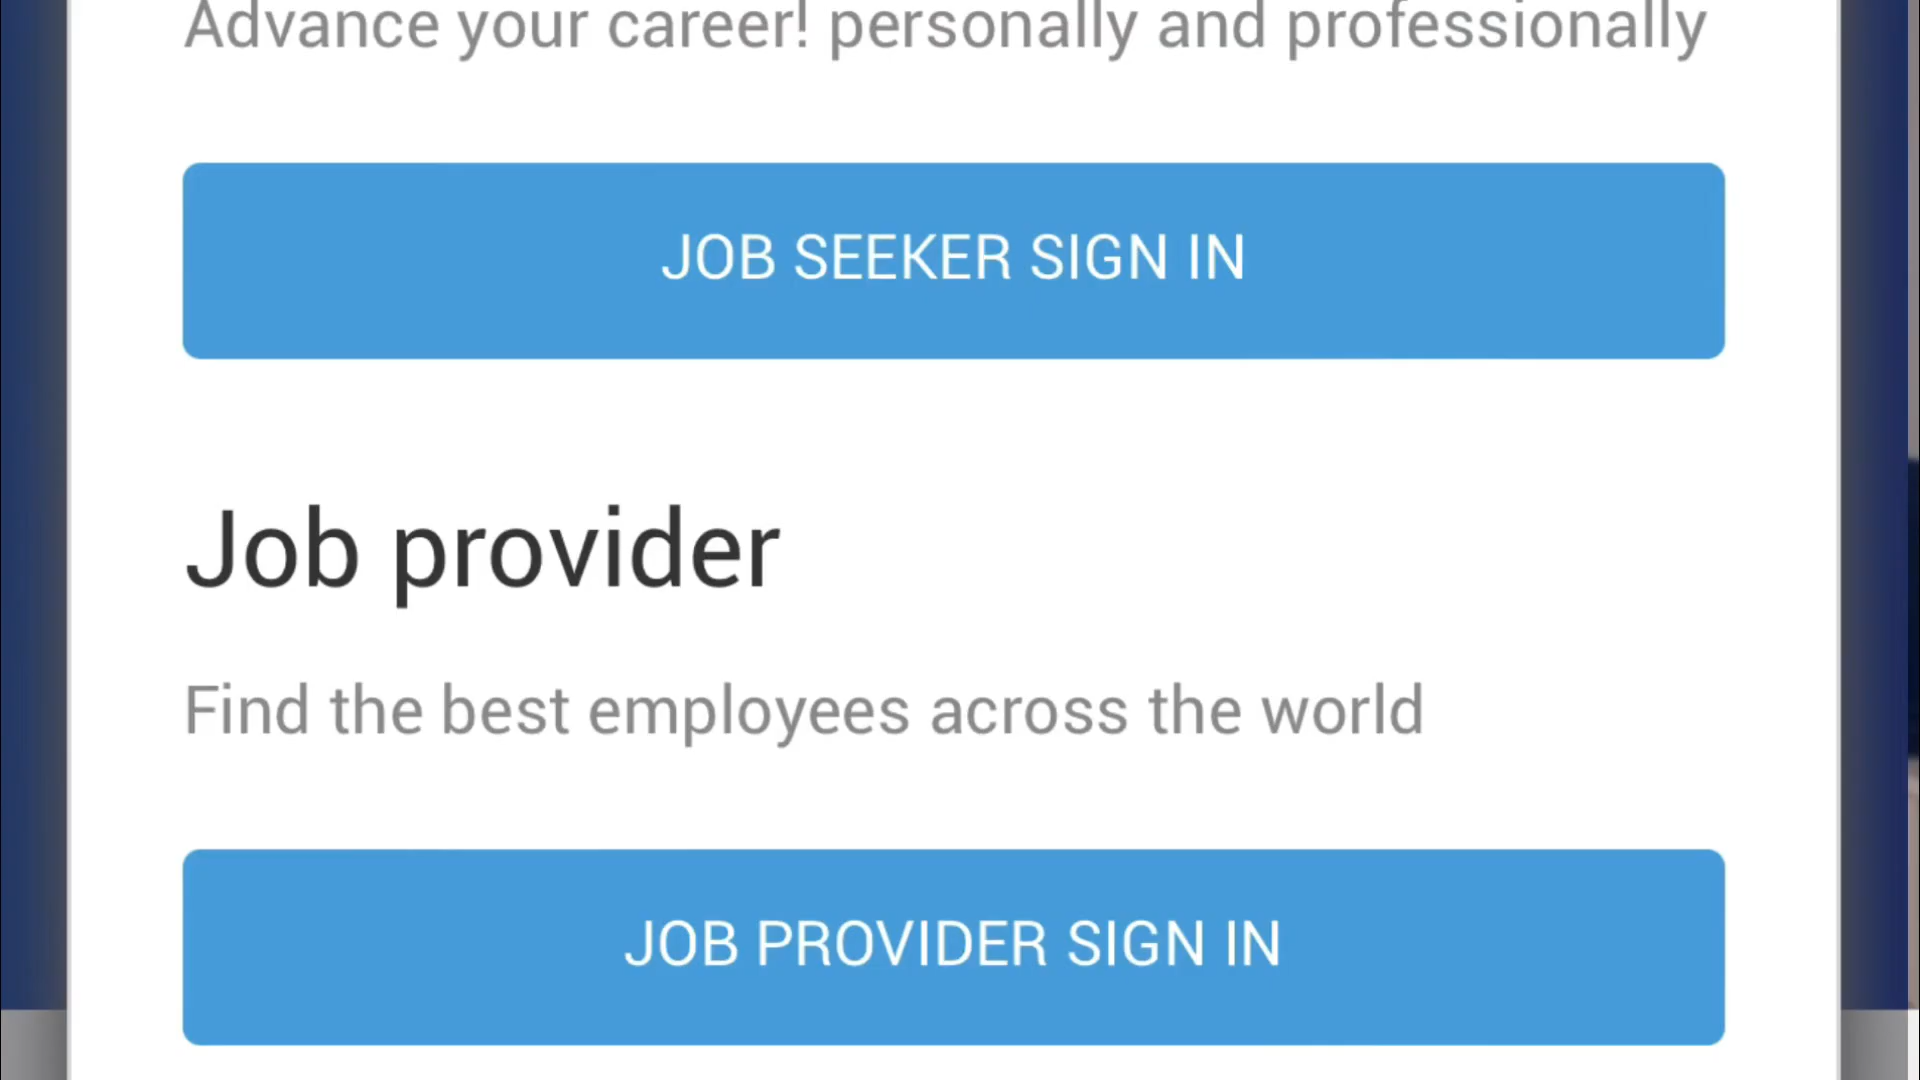 Advance your career! personally and professionally
JOB SEEKER SIGN IN
Job provider
Find the best employees across the world
JOB PROVIDER SIGN IN